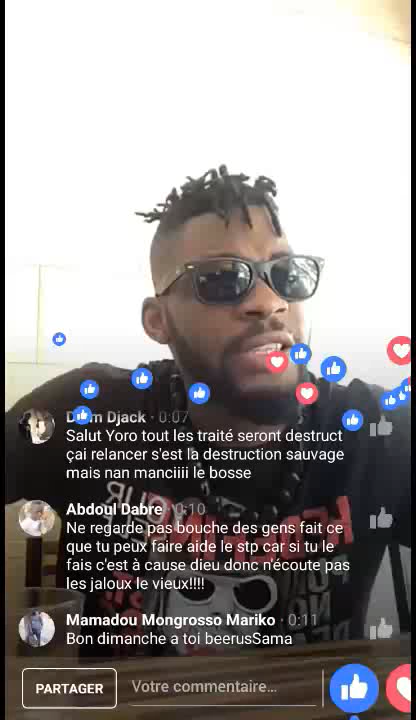 Djack · 0:07
Salut Yoro tout les traité seront destruct
çai relancer s'est la destruction sauvage
mais nan manciiii le bosse
Abdoul Dabre · 0:10
Ne regarde pas bouche des gens fait ce
que tu peux faire aide le stp car si tu le
fais c'est à cause dieu donc n'écoute pas
les jaloux le vieux!!!!
Mamadou Mongrosso Mariko · 0:11
Bon dimanche a toi beerusSama
PARTAGER
Votre commentaire...